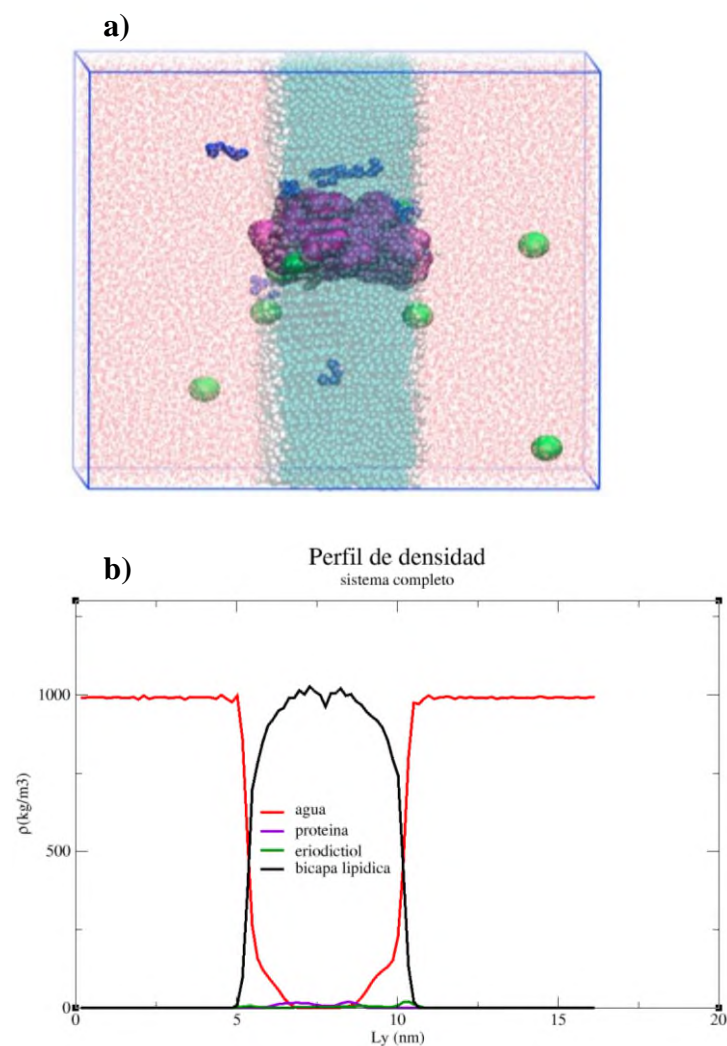 a)
b)
Perfil de densidad
sistema completo
1000
500
0
ρ(kg/m3)
agua
proteina
eriodictiol
bicapa lipidica
0
5
10
15
20
Ly (nm)